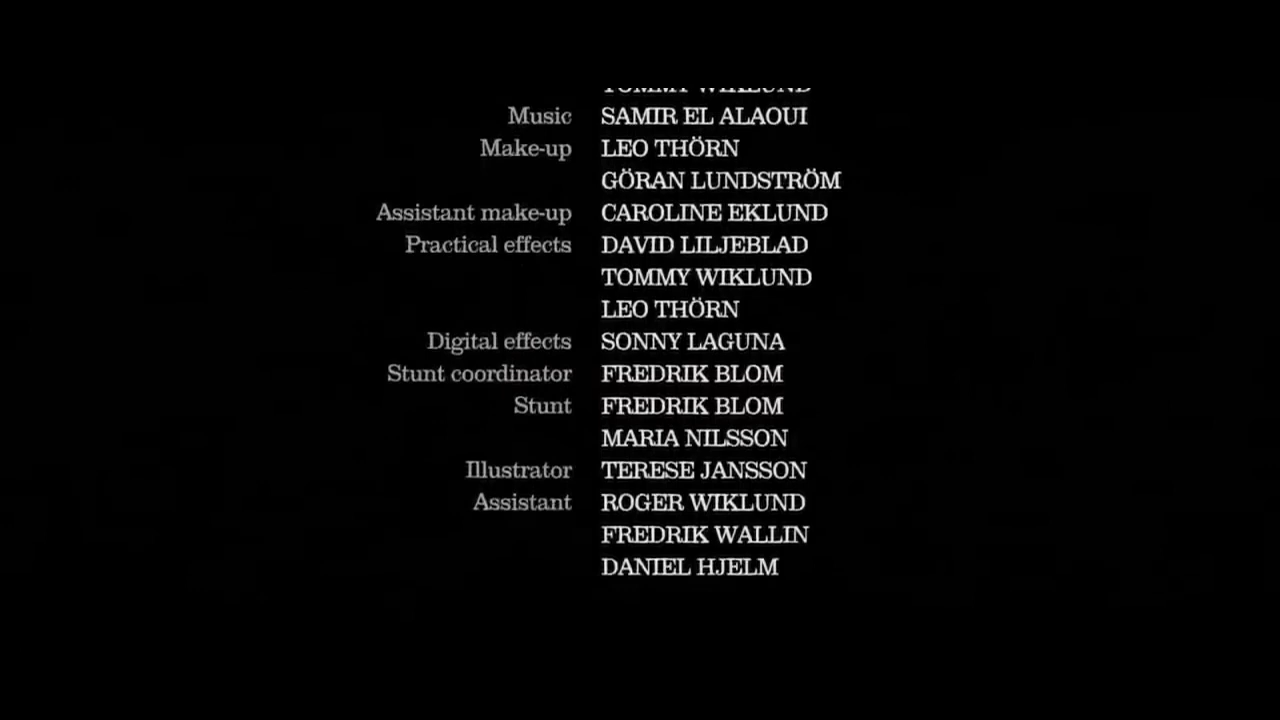 TOMMY WIKLUND
Music SAMIR EL ALAOUI
Make-up LEO THÖRN
GÖRAN LUNDSTRÖM
Assistant make-up CAROLINE EKLUND
Practical effects DAVID LILJEBLAD
TOMMY WIKLUND
LEO THÖRN
Digital effects SONNY LAGUNA
Stunt coordinator FREDRIK BLOM
Stunt FREDRIK BLOM
MARIA NILSSON
Illustrator TERESE JANSSON
Assistant ROGER WIKLUND
FREDRIK WALLIN
DANIEL HJELM